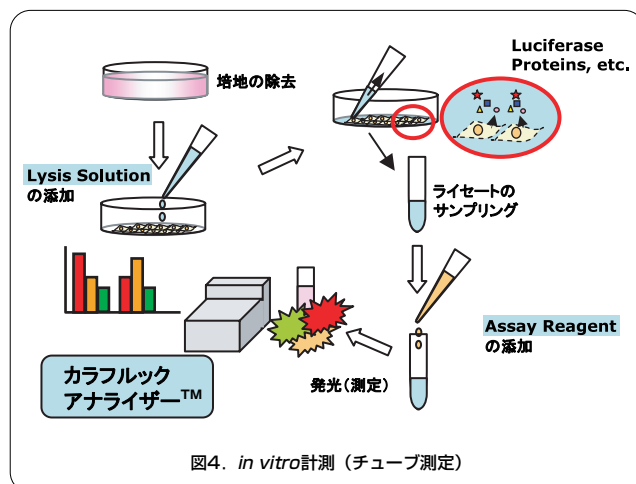 培地の除去
Luciferase
Proteins, etc.
Lysis Solution
の添加
ライセートの
サンプリング
Assay Reagent
の添加
発光(測定)
カラフルック
アナライザー™
図4. in vitro計測（チューブ測定）